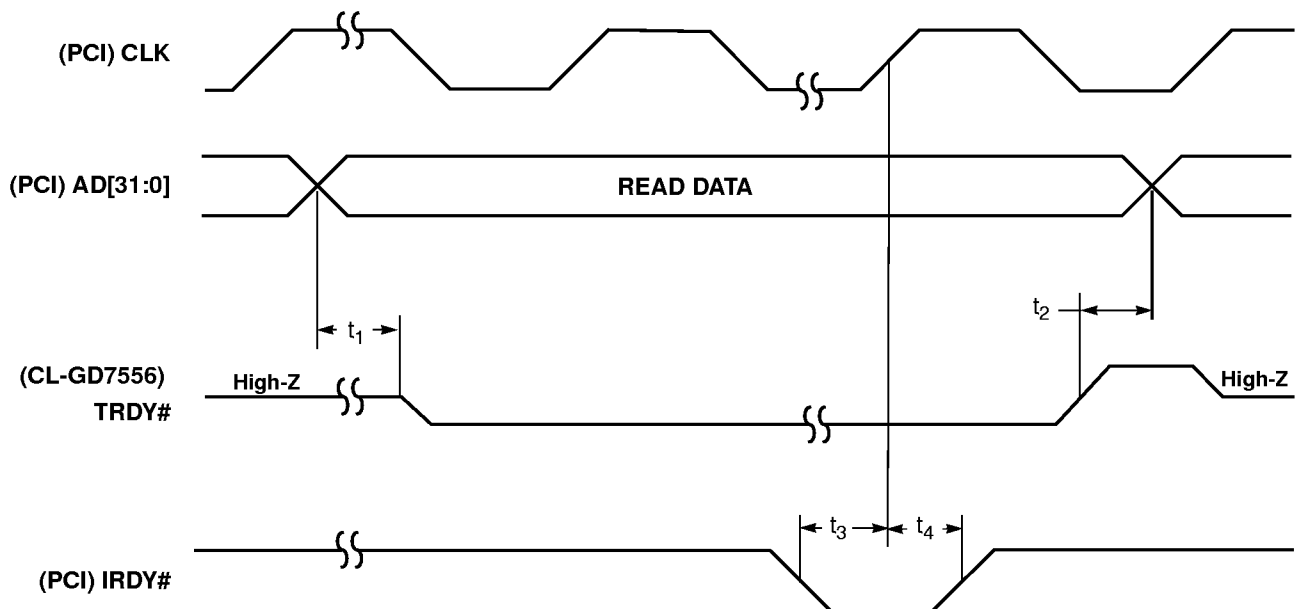 (PCI) CLK
(PCI) AD[31:0]
READ DATA
t1
t2
(CL-GD7556)
TRDY#
High-Z
High-Z
t3
t4
(PCI) IRDY#